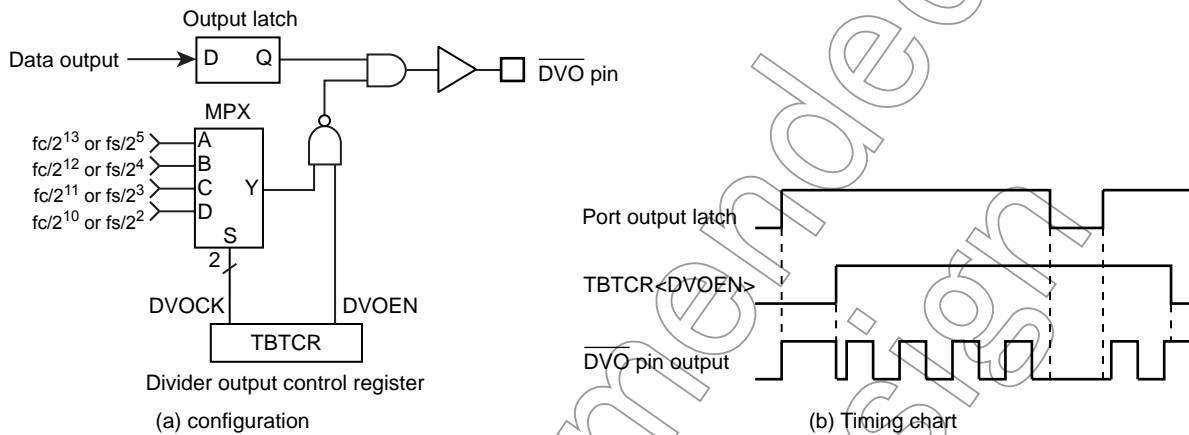 Output latch
Data output
D Q
DVO pin
MPX
fc/2^13 or fs/2^5
A
fc/2^12 or fs/2^4
B
fc/2^11 or fs/2^3
C
Y
fc/2^10 or fs/2^2
D
S
2
DVOCK
DVOEN
TBTCR
Divider output control register
(a) configuration
Port output latch
TBTCR<DVOEN>
DVO pin output
(b) Timing chart